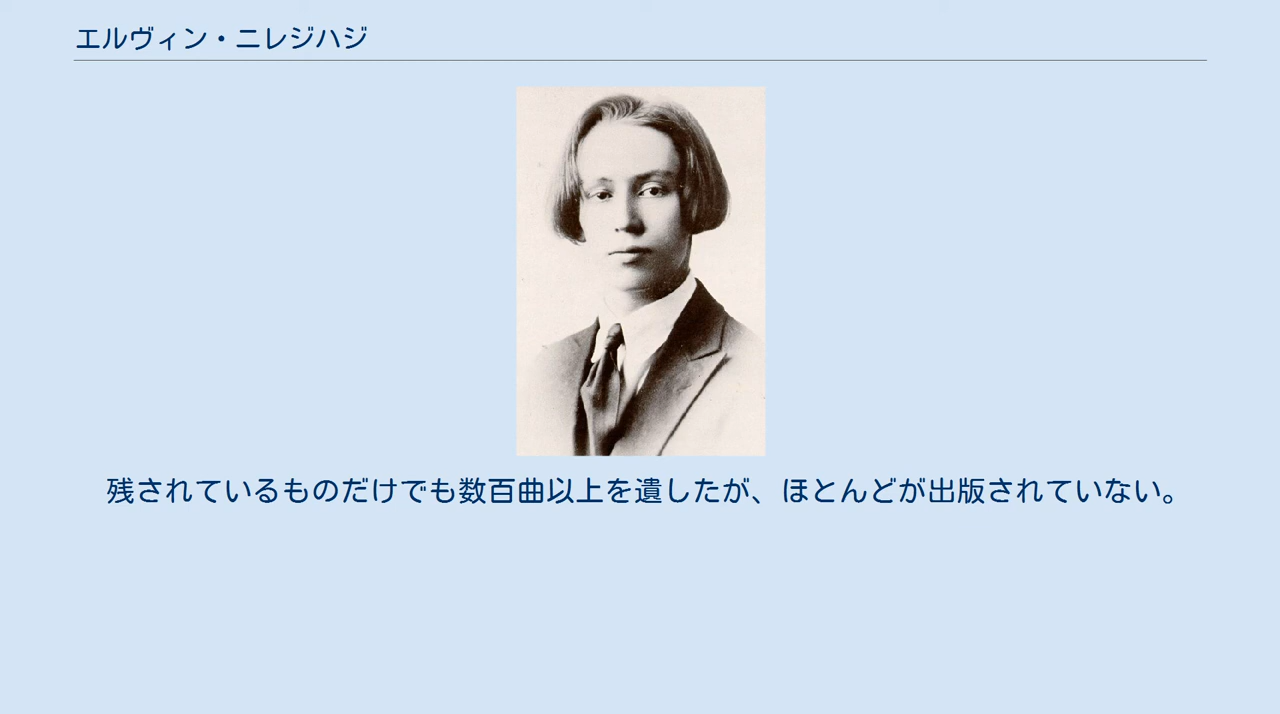 エルヴィン・ニレジハジ
残されているものだけでも数百曲以上を遺したが、ほとんどが出版されていない。